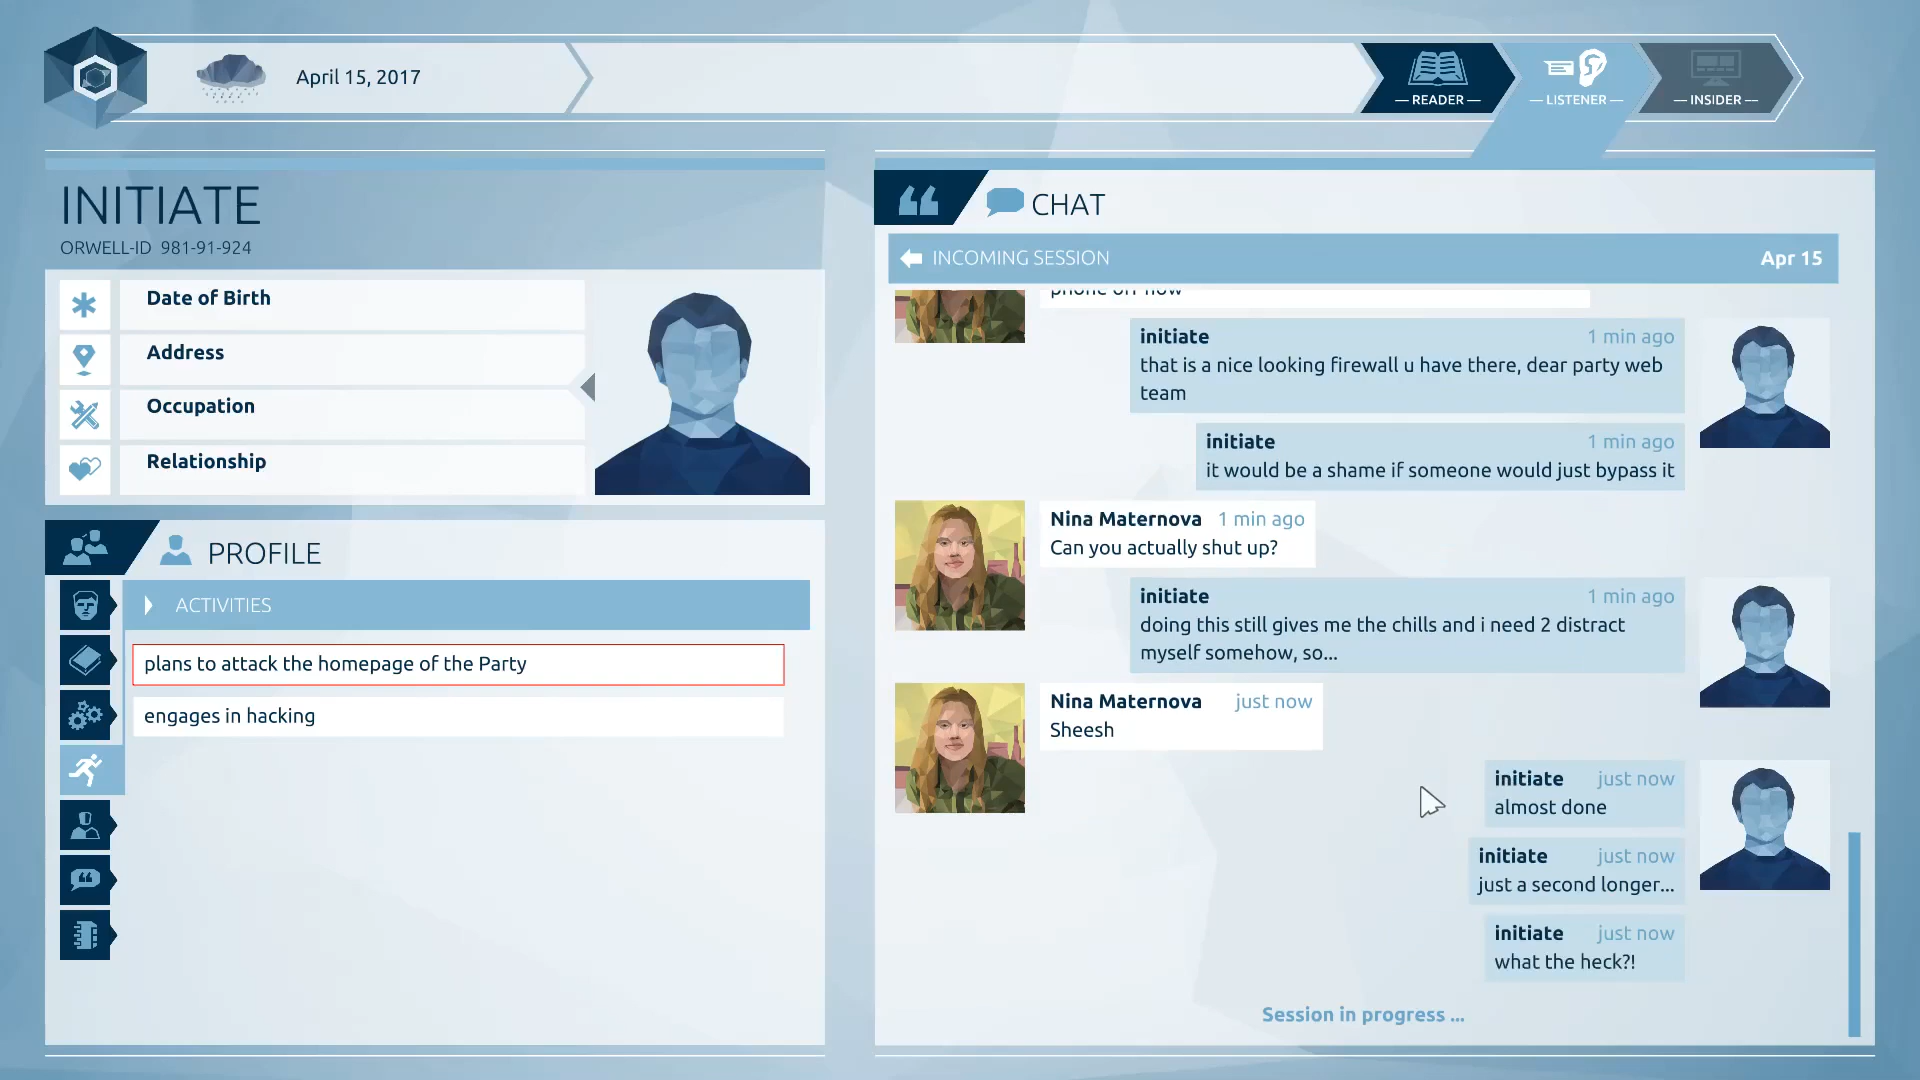 April 15, 2017
— READER —
— LISTENER —
— INSIDER —
INITIATE
ORWELL-ID 981-91-924
Date of Birth
Address
Occupation
Relationship
PROFILE
ACTIVITIES
plans to attack the homepage of the Party
engages in hacking
CHAT
INCOMING SESSION
Apr 15
phone off now
initiate 1 min ago
that is a nice looking firewall u have there, dear party web
team
initiate 1 min ago
it would be a shame if someone would just bypass it
Nina Maternova 1 min ago
Can you actually shut up?
initiate 1 min ago
doing this still gives me the chills and i need 2 distract
myself somehow, so...
Nina Maternova just now
Sheesh
initiate just now
almost done
initiate just now
just a second longer...
initiate just now
what the heck?!
Session in progress ...